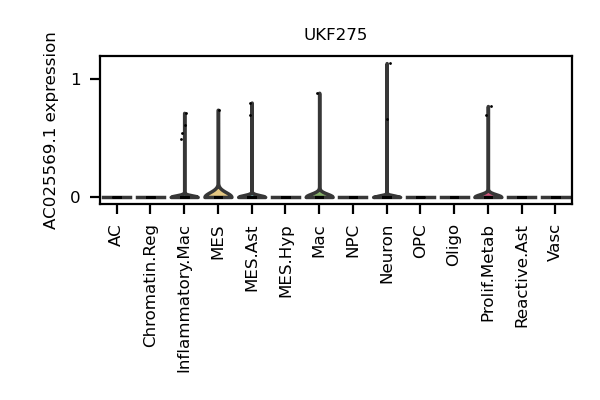 UKF275
AC025569.1 expression
1
0
AC
Chromatin.Reg
Inflammatory.Mac
MES
MES.Ast
MES.Hyp
Mac
NPC
Neuron
OPC
Oligo
Prolif.Metab
Reactive.Ast
Vasc